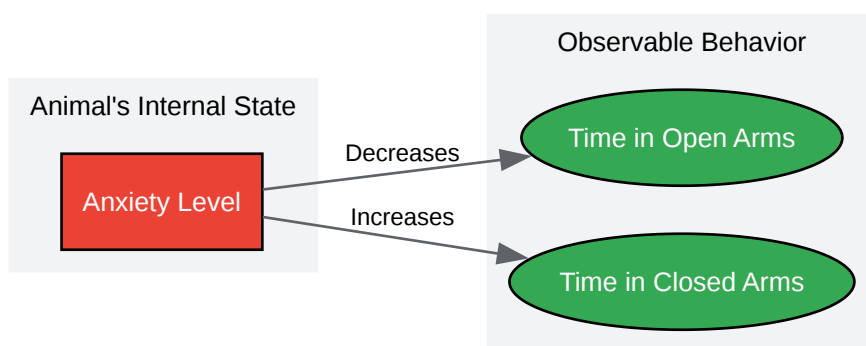 Animal's Internal State
Anxiety Level
Decreases
Increases
Observable Behavior
Time in Open Arms
Time in Closed Arms